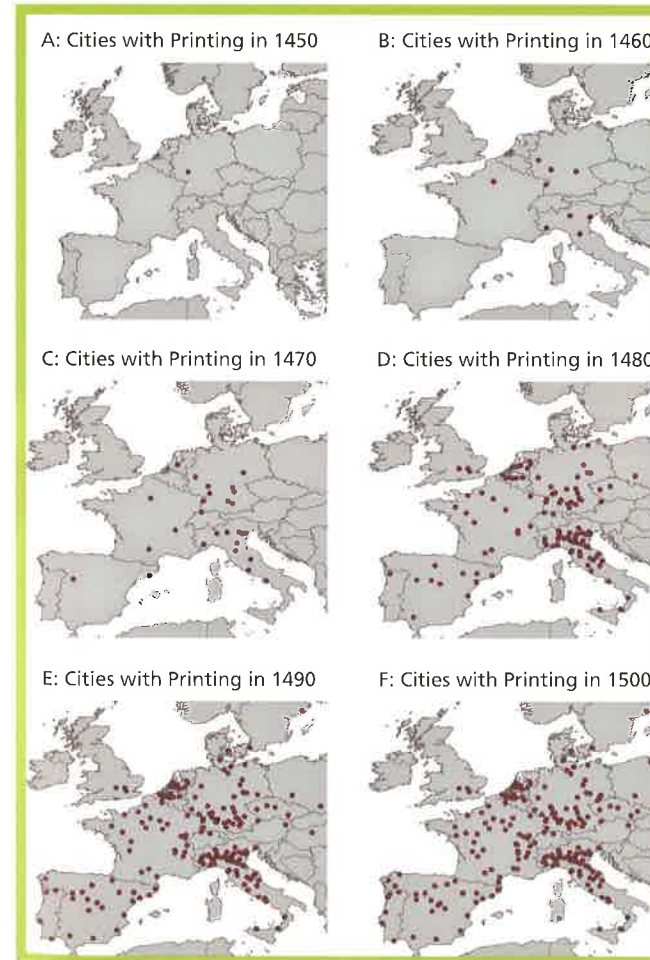 A: Cities with Printing in 1450
B: Cities with Printing in 1460
C: Cities with Printing in 1470
D: Cities with Printing in 1480
E: Cities with Printing in 1490
F: Cities with Printing in 1500